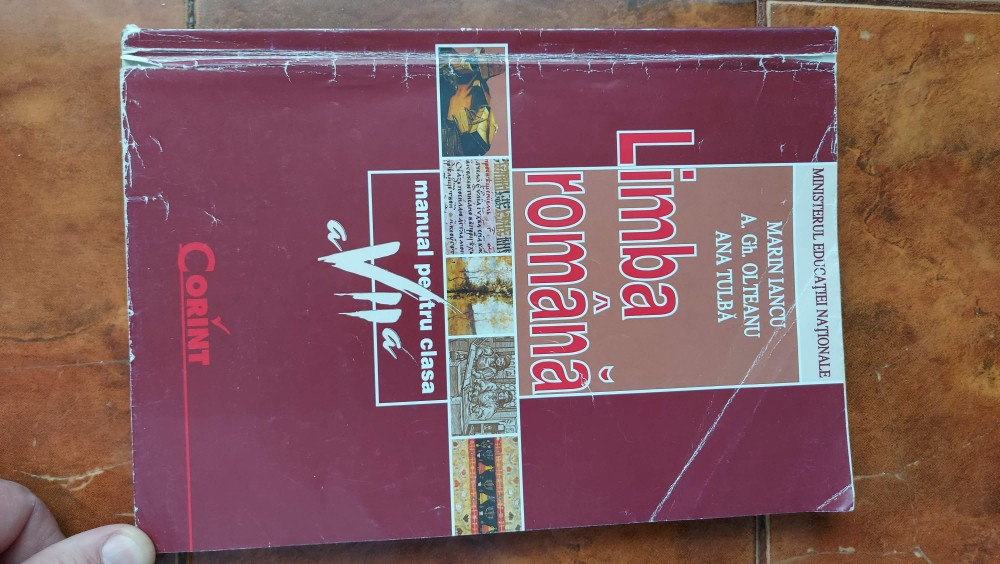 MINISTERUL EDUCAȚIEI NAȚIONALE
MARIN IANCU
A. Gh. OLTEANU
ANA TULBĂ
Limba
română
manual pentru clasa
a VII a
CORINT